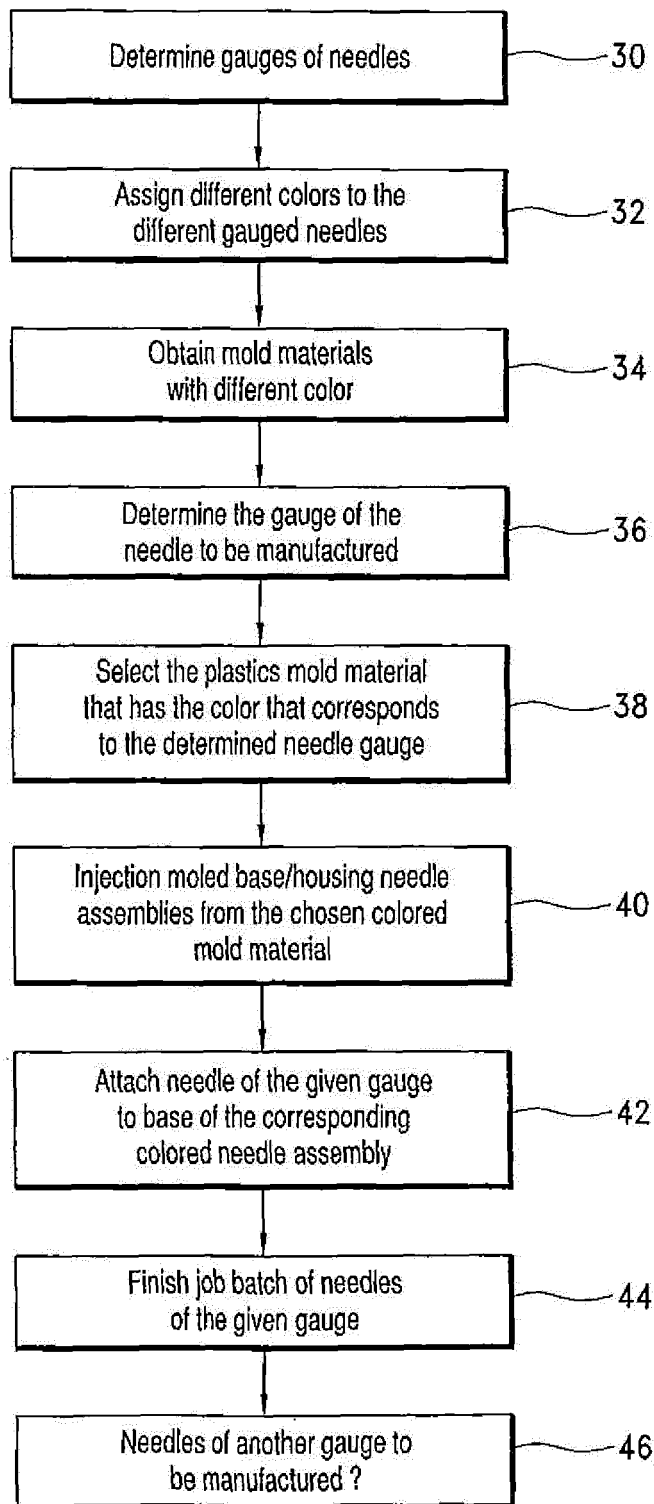 Determine gauges of needles
30
Assign different colors to the
different gauged needles
32
Obtain mold materials
with different color
34
Determine the gauge of the
needle to be manufactured
36
Select the plastics mold material
that has the color that corresponds
to the determined needle gauge
38
Injection moled base/housing needle
assemblies from the chosen colored
mold material
40
Attach needle of the given gauge
to base of the corresponding
colored needle assembly
42
Finish job batch of needles
of the given gauge
44
Needles of another gauge to
be manufactured ?
46